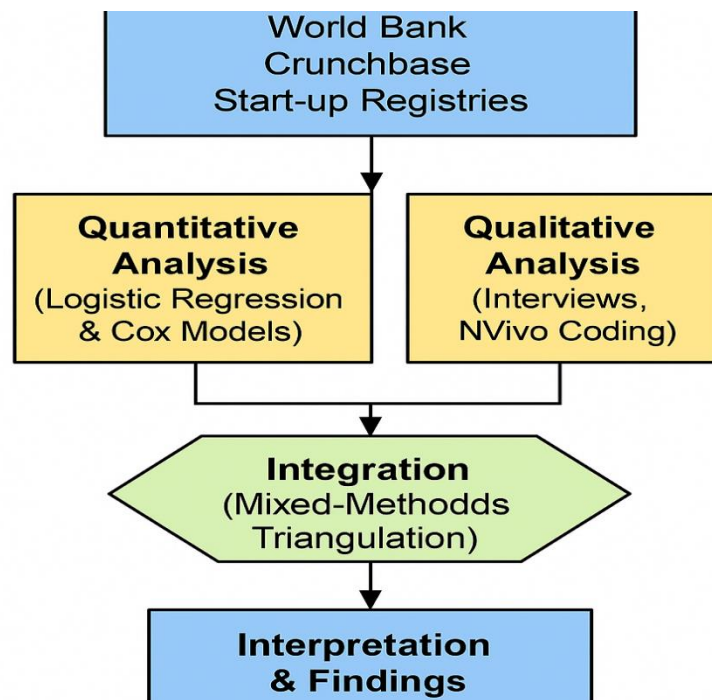 World Bank
Crunchbase
Start-up Registries
Quantitative
Analysis
(Logistic Regression
& Cox Models)
Qualitative
Analysis
(Interviews,
NVivo Coding)
Integration
(Mixed-Methodds
Triangulation)
Interpretation
& Findings